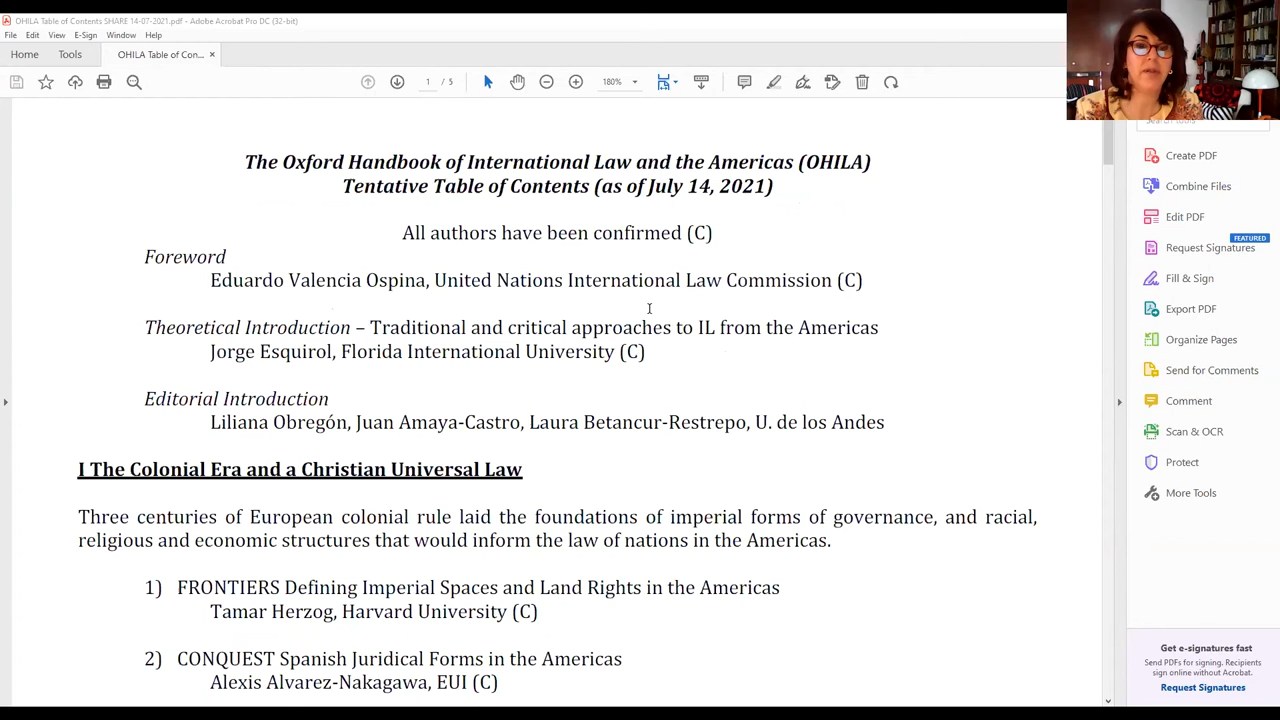 OHILA Table of Contents SHARE 14-07-2021.pdf - Adobe Acrobat Pro DC (32-bit)
File Edit View E-Sign Window Help
Home Tools OHILA Table of Con... ×
1 / 5 180%
Search tools
The Oxford Handbook of International Law and the Americas (OHILA)
Tentative Table of Contents (as of July 14, 2021)
All authors have been confirmed (C)
Foreword
Eduardo Valencia Ospina, United Nations International Law Commission (C)
Theoretical Introduction – Traditional and critical approaches to IL from the Americas
Jorge Esquirol, Florida International University (C)
Editorial Introduction
Liliana Obregón, Juan Amaya-Castro, Laura Betancur-Restrepo, U. de los Andes
I The Colonial Era and a Christian Universal Law
Three centuries of European colonial rule laid the foundations of imperial forms of governance, and racial,
religious and economic structures that would inform the law of nations in the Americas.
1) FRONTIERS Defining Imperial Spaces and Land Rights in the Americas
Tamar Herzog, Harvard University (C)
2) CONQUEST Spanish Juridical Forms in the Americas
Alexis Alvarez-Nakagawa, EUI (C)
Create PDF
Combine Files
Edit PDF
FEATURED
Request Signatures
Fill & Sign
Export PDF
Organize Pages
Send for Comments
Comment
Scan & OCR
Protect
More Tools
Get e-signatures fast
Send PDFs for signing. Recipients
sign online without Acrobat.
Request Signatures